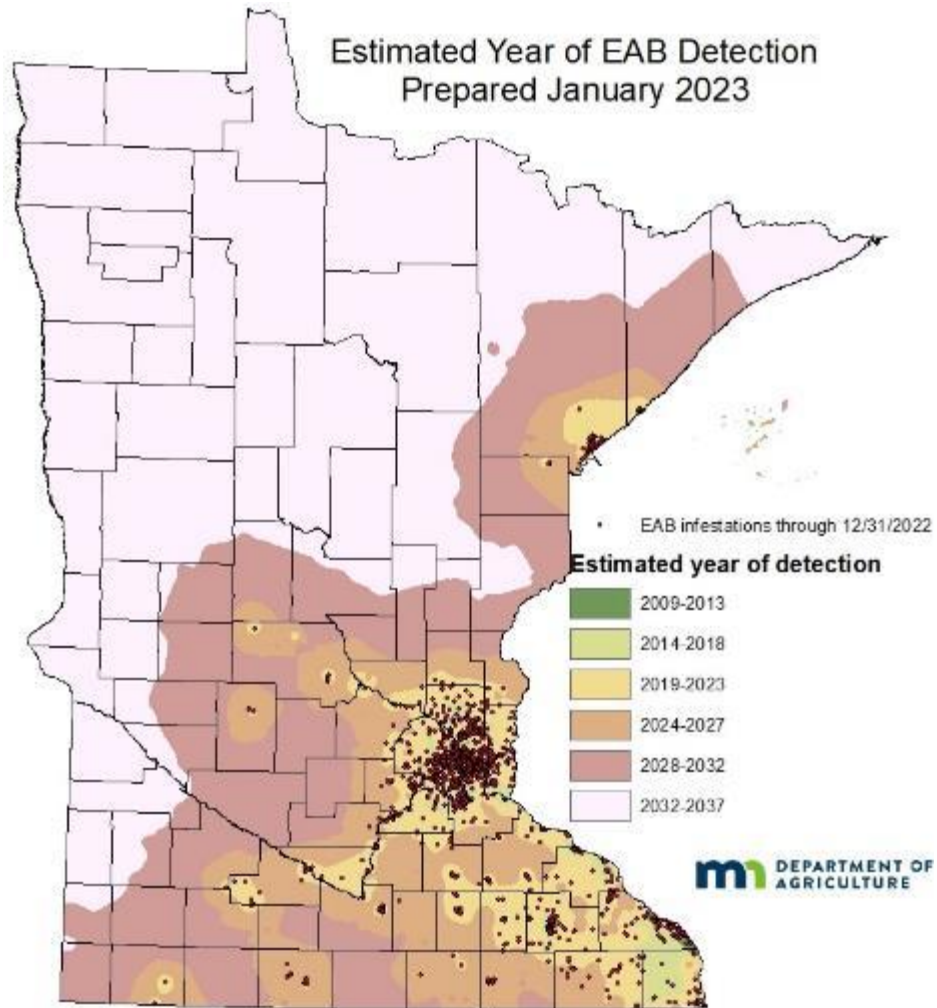 Estimated Year of EAB Detection
Prepared January 2023
EAB infestations through 12/31/2022
Estimated year of detection
2009-2013
2014-2018
2019-2023
2024-2027
2028-2032
2032-2037
mn DEPARTMENT OF
AGRICULTURE